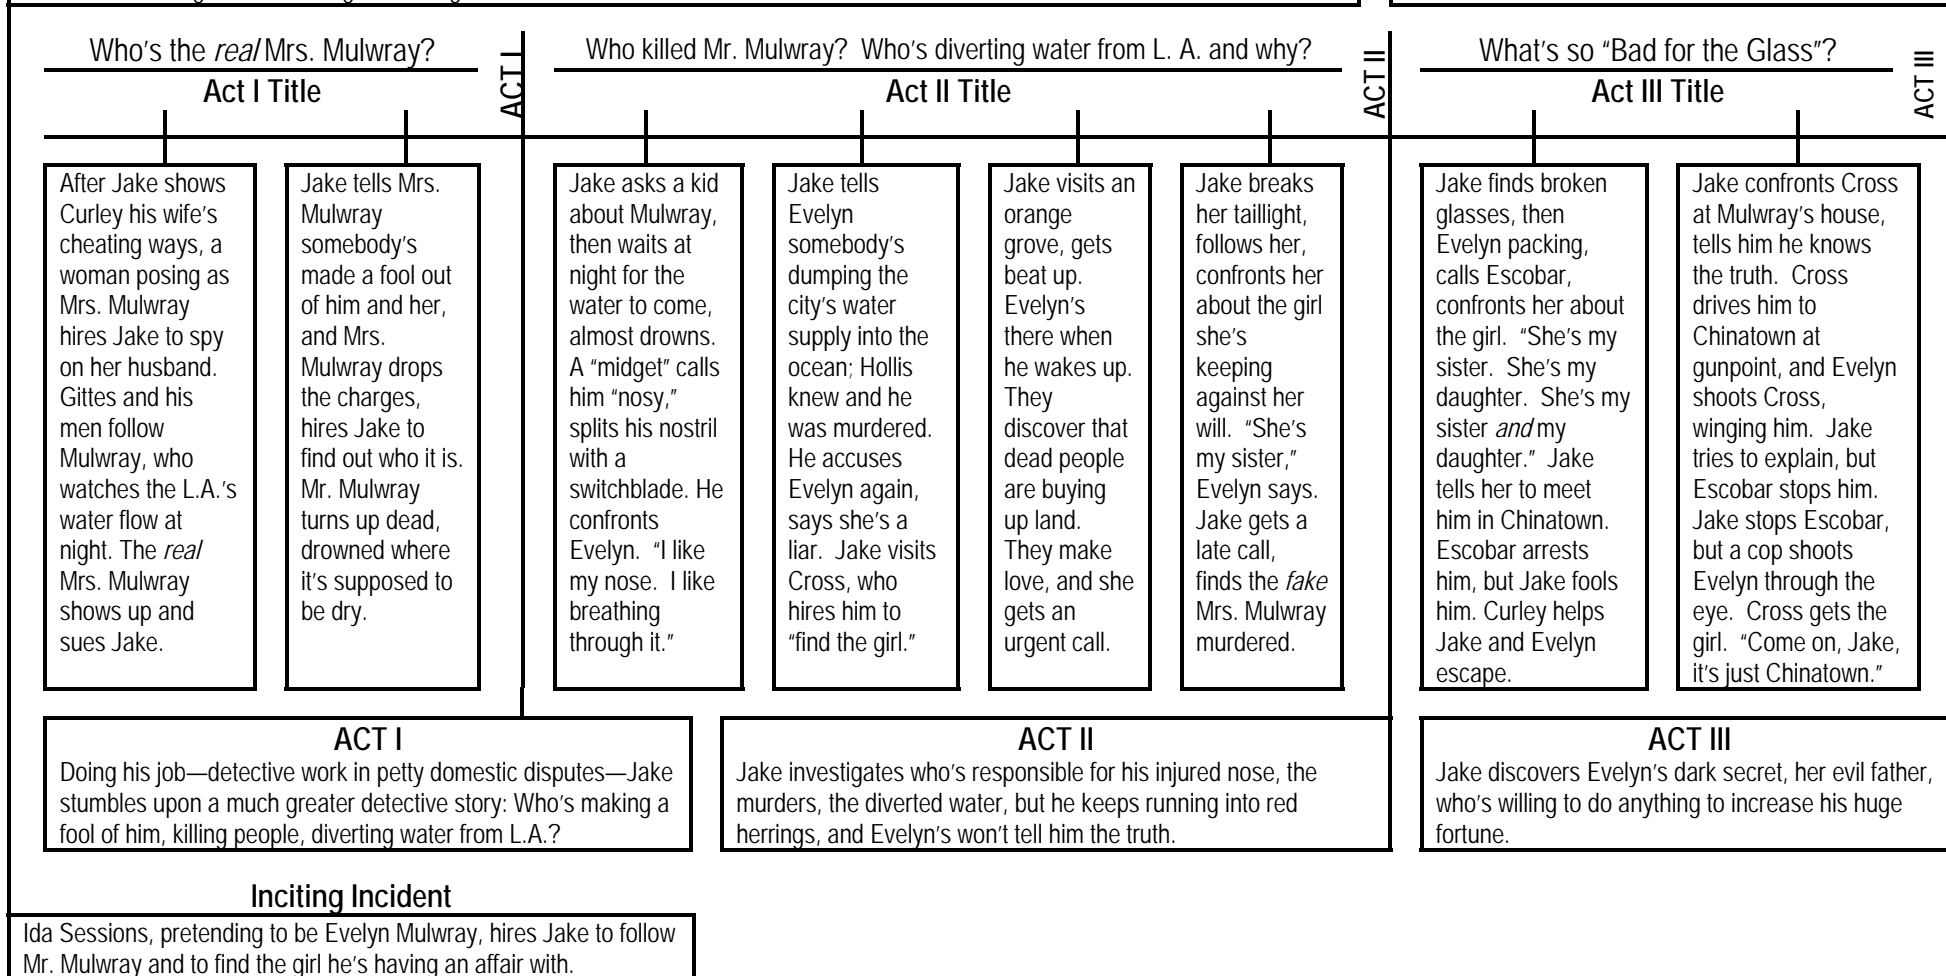 Who's the real Mrs. Mulwray?
Act I Title
ACT I
Who killed Mr. Mulwray?  Who's diverting water from L. A. and why?
Act II Title
ACT II
What's so “Bad for the Glass”?
Act III Title
ACT III
After Jake shows
Curley his wife's
cheating ways, a
woman posing as
Mrs. Mulwray
hires Jake to spy
on her husband.
Gittes and his
men follow
Mulwray, who
watches the L.A.'s
water flow at
night. The real
Mrs. Mulwray
shows up and
sues Jake.
Jake tells Mrs.
Mulwray
somebody's
made a fool out
of him and her,
and Mrs.
Mulwray drops
the charges,
hires Jake to
find out who it is.
Mr. Mulwray
turns up dead,
drowned where
it's supposed to
be dry.
Jake asks a kid
about Mulwray,
then waits at
night for the
water to come,
almost drowns.
A “midget” calls
him “nosy,”
splits his nostril
with a
switchblade. He
confronts
Evelyn.  “I like
my nose.  I like
breathing
through it.”
Jake tells
Evelyn
somebody's
dumping the
city's water
supply into the
ocean; Hollis
knew and he
was murdered.
He accuses
Evelyn again,
says she's a
liar.  Jake visits
Cross, who
hires him to
“find the girl.”
Jake visits an
orange
grove, gets
beat up.
Evelyn's
there when
he wakes up.
They
discover that
dead people
are buying
up land.
They make
love, and she
gets an
urgent call.
Jake breaks
her taillight,
follows her,
confronts her
about the girl
she's
keeping
against her
will.  “She's
my sister,”
Evelyn says.
Jake gets a
late call,
finds the fake
Mrs. Mulwray
murdered.
Jake finds broken
glasses, then
Evelyn packing,
calls Escobar,
confronts her about
the girl.  “She's my
sister.  She's my
daughter.  She's my
sister and my
daughter.”  Jake
tells her to meet
him in Chinatown.
Escobar arrests
him, but Jake fools
him. Curley helps
Jake and Evelyn
escape.
Jake confronts Cross
at Mulwray's house,
tells him he knows
the truth.  Cross
drives him to
Chinatown at
gunpoint, and Evelyn
shoots Cross,
winging him.  Jake
tries to explain, but
Escobar stops him.
Jake stops Escobar,
but a cop shoots
Evelyn through the
eye.  Cross gets the
girl.  “Come on, Jake,
it's just Chinatown.”
ACT I
Doing his job—detective work in petty domestic disputes—Jake
stumbles upon a much greater detective story: Who's making a
fool of him, killing people, diverting water from L.A.?
ACT II
Jake investigates who's responsible for his injured nose, the
murders, the diverted water, but he keeps running into red
herrings, and Evelyn's won't tell him the truth.
ACT III
Jake discovers Evelyn's dark secret, her evil father,
who's willing to do anything to increase his huge
fortune.
Inciting Incident
Ida Sessions, pretending to be Evelyn Mulwray, hires Jake to follow
Mr. Mulwray and to find the girl he's having an affair with.